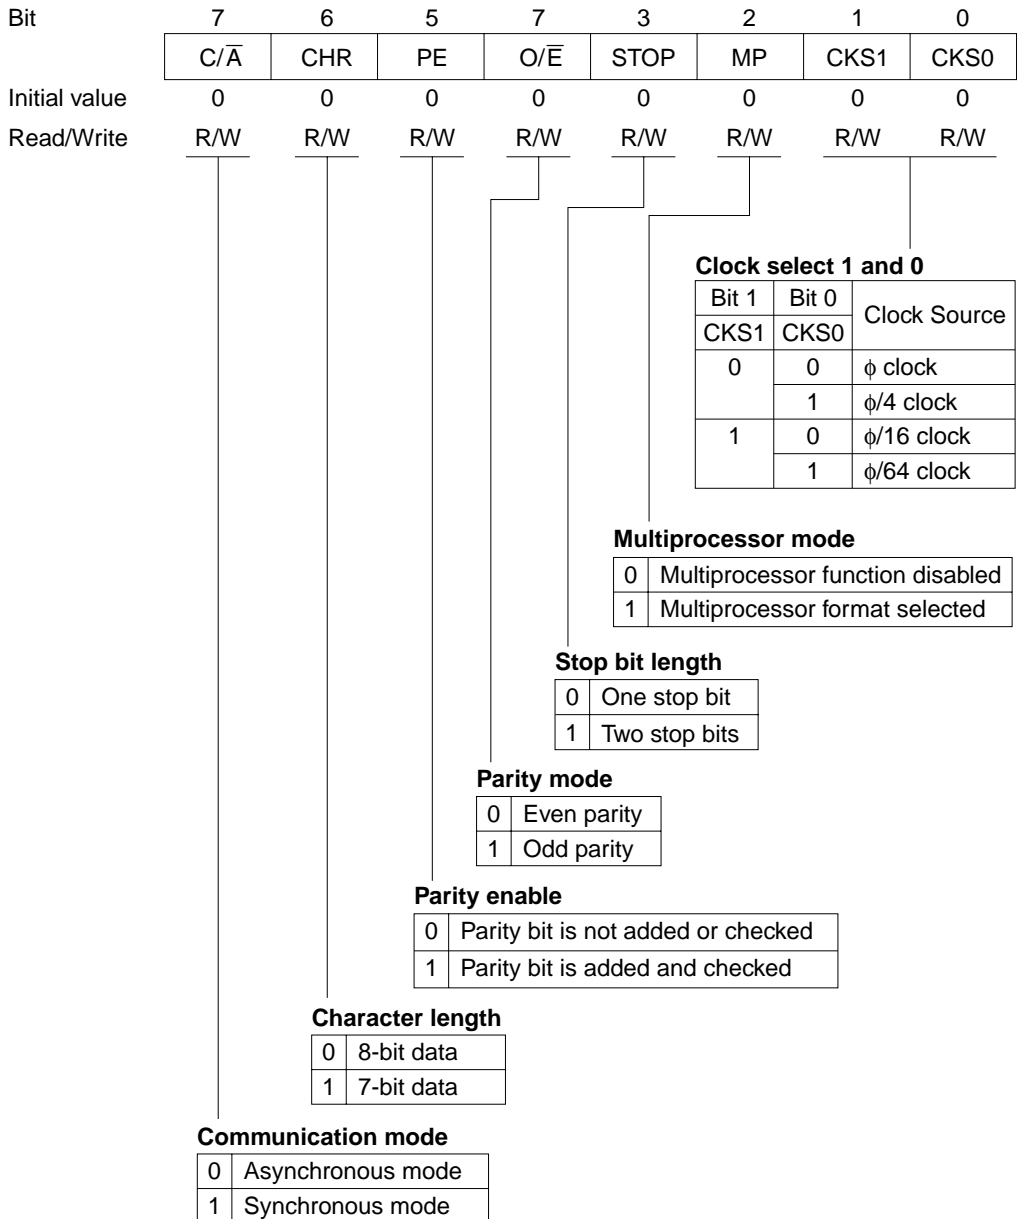 Bit 7 6 5 7 3 2 1 0
C/A̅ CHR PE O/E̅ STOP MP CKS1 CKS0
Initial value 0 0 0 0 0 0 0 0
Read/Write R/W R/W R/W R/W R/W R/W R/W R/W
Clock select 1 and 0
Bit 1 Bit 0 Clock Source
CKS1 CKS0
0 0 ϕ clock
1 ϕ/4 clock
1 0 ϕ/16 clock
1 ϕ/64 clock
Multiprocessor mode
0 Multiprocessor function disabled
1 Multiprocessor format selected
Stop bit length
0 One stop bit
1 Two stop bits
Parity mode
0 Even parity
1 Odd parity
Parity enable
0 Parity bit is not added or checked
1 Parity bit is added and checked
Character length
0 8-bit data
1 7-bit data
Communication mode
0 Asynchronous mode
1 Synchronous mode